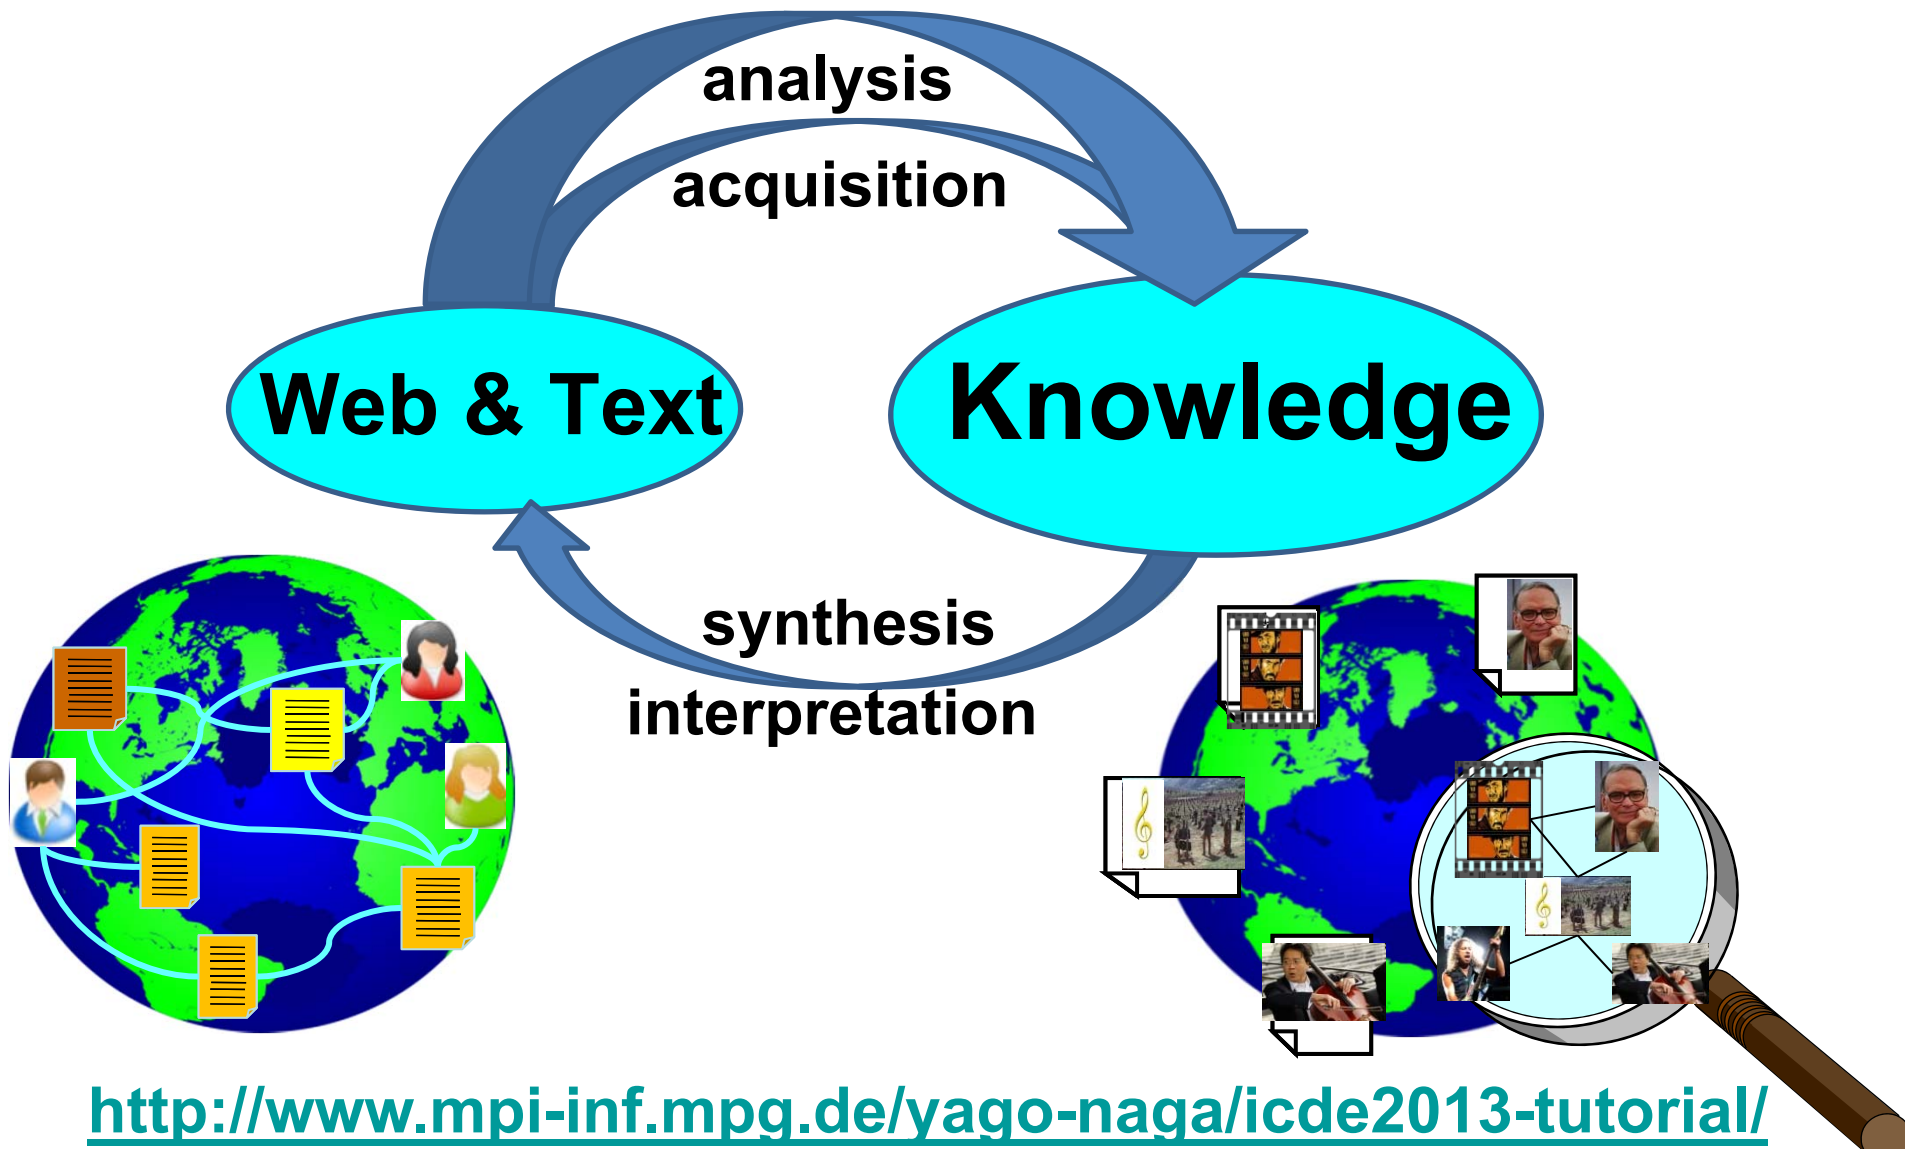 analysis
acquisition
Web & Text
Knowledge
synthesis
interpretation
http://www.mpi-inf.mpg.de/yago-naga/icde2013-tutorial/